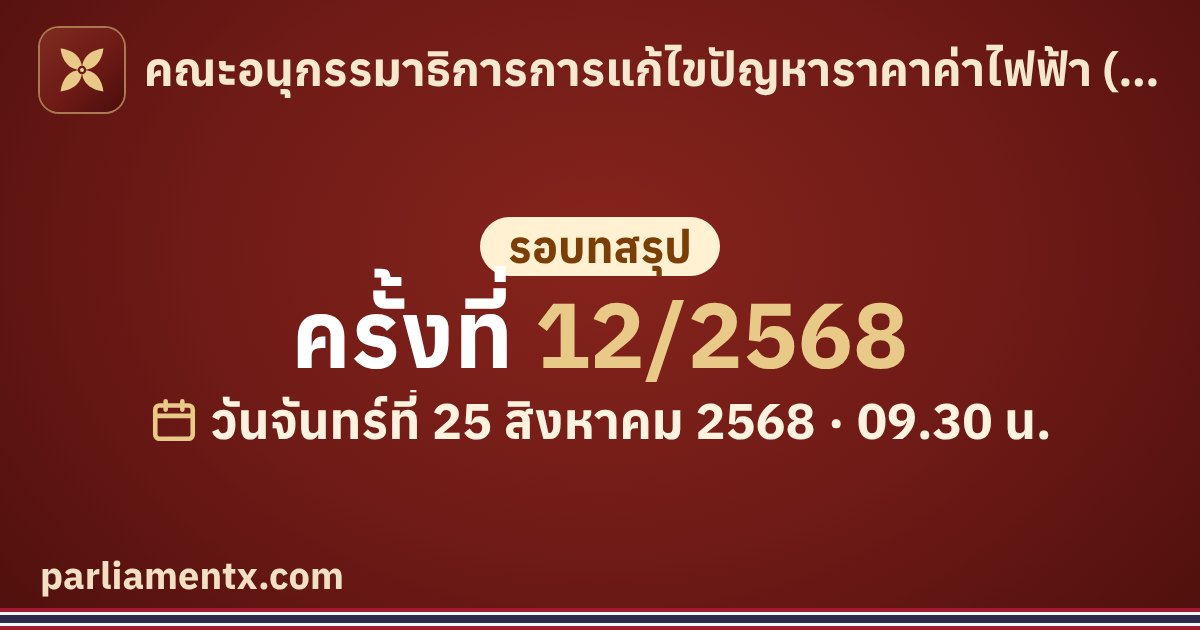 คณะอนุกรรมาธิการการแก้ไขปัญหาราคาค่าไฟฟ้า (...
รอบทสรุป
ครั้งที่ 12/2568
วันจันทร์ที่ 25 สิงหาคม 2568 · 09.30 น.
parliamentx.com